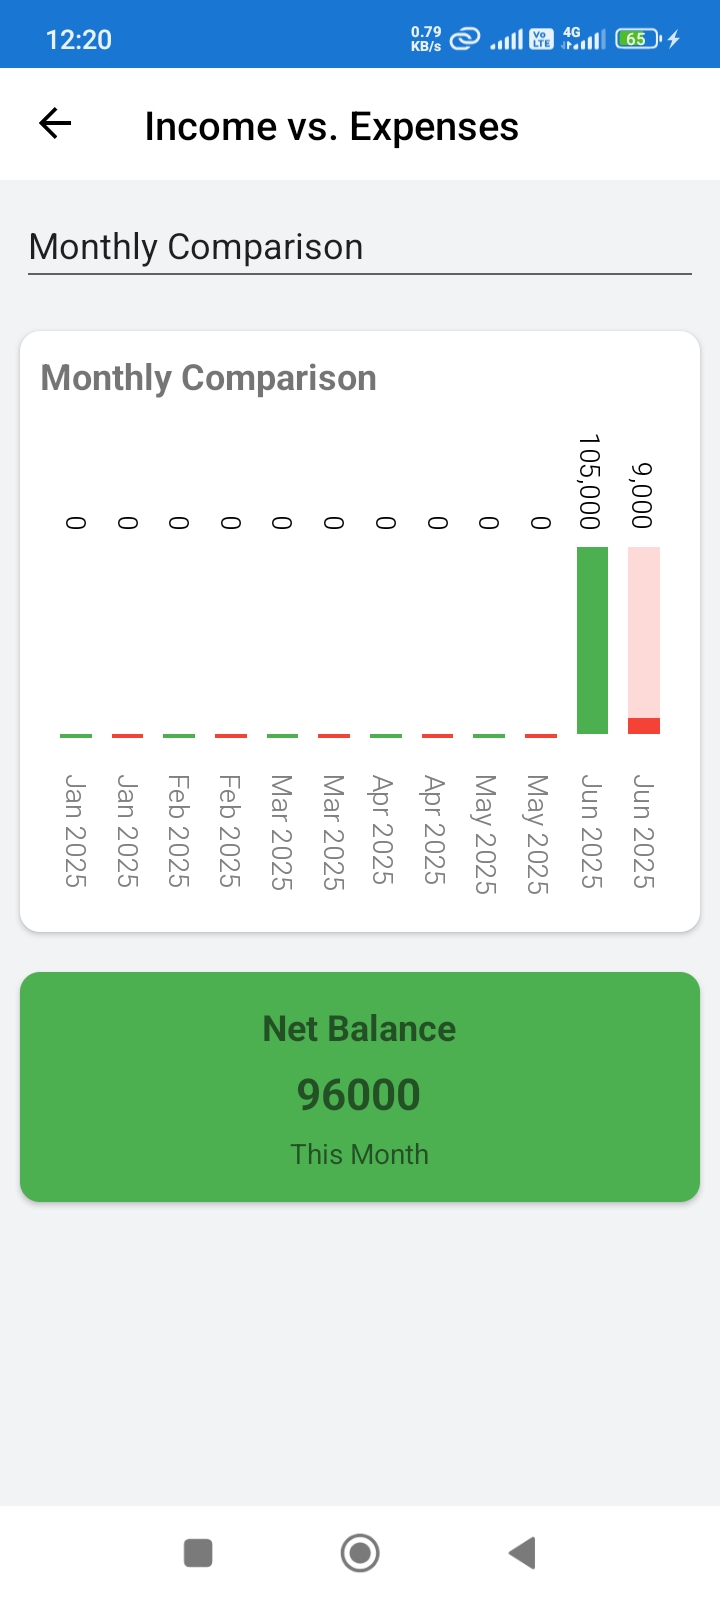 12:20
0.79
KB/s
Vo
LTE
4G
65
Income vs. Expenses
Monthly Comparison
Monthly Comparison
0
0
0
0
0
0
0
0
0
0
105,000
9,000
Jan 2025
Jan 2025
Feb 2025
Feb 2025
Mar 2025
Mar 2025
Apr 2025
Apr 2025
May 2025
May 2025
Jun 2025
Jun 2025
Net Balance
96000
This Month